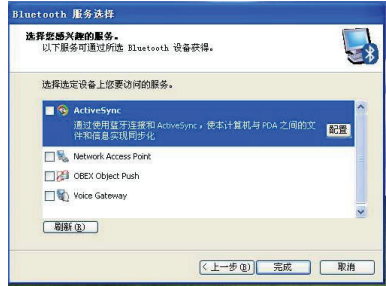 Bluetooth 服务选择
选择您感兴趣的服务。
以下服务可通过所选 Bluetooth 设备获得。
选择选定设备上您要访问的服务。
ActiveSync
通过使用蓝牙连接和 ActiveSync，使本计算机与 PDA 之间的文
件和信息实现同步化
配置
Network Access Point
OBEX Object Push
Voice Gateway
刷新(R)
< 上一步(B)
完成
取消